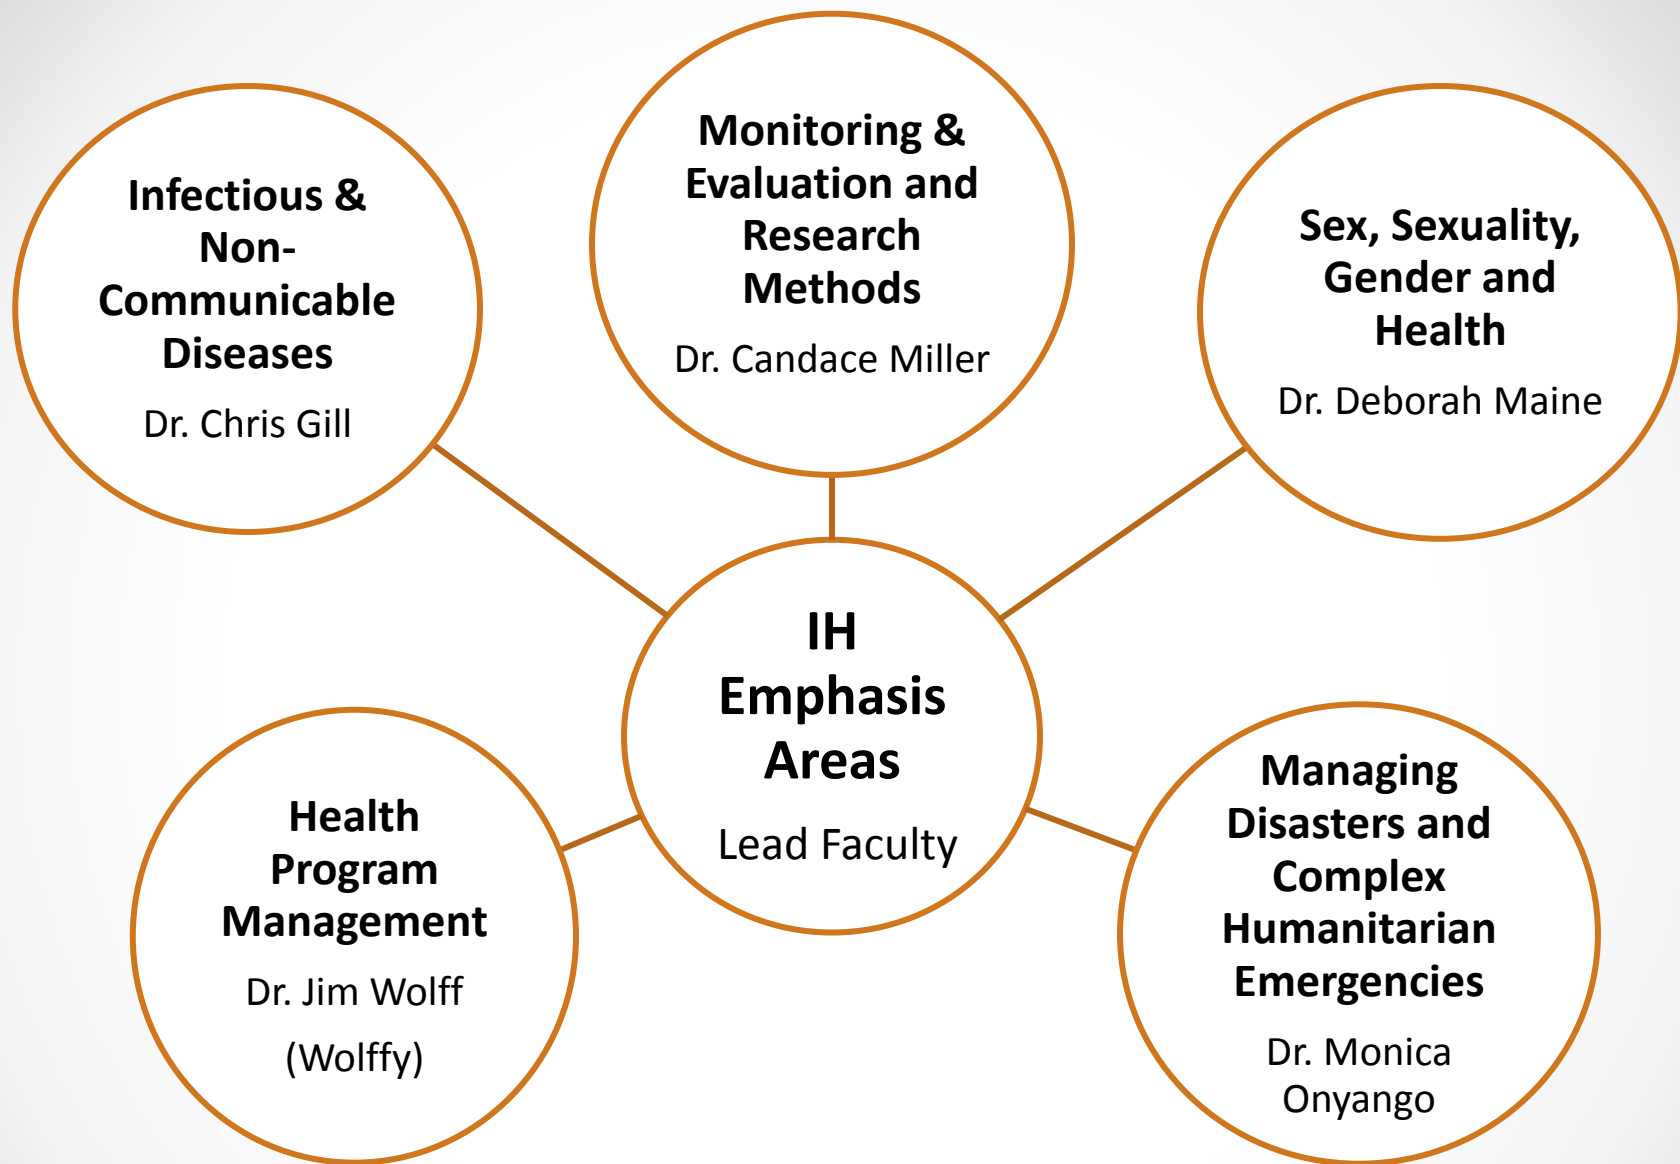 Infectious &
Non-
Communicable
Diseases
Dr. Chris Gill
Monitoring &
Evaluation and
Research
Methods
Dr. Candace Miller
Sex, Sexuality,
Gender and
Health
Dr. Deborah Maine
IH
Emphasis
Areas
Lead Faculty
Health
Program
Management
Dr. Jim Wolff
(Wolffy)
Managing
Disasters and
Complex
Humanitarian
Emergencies
Dr. Monica
Onyango